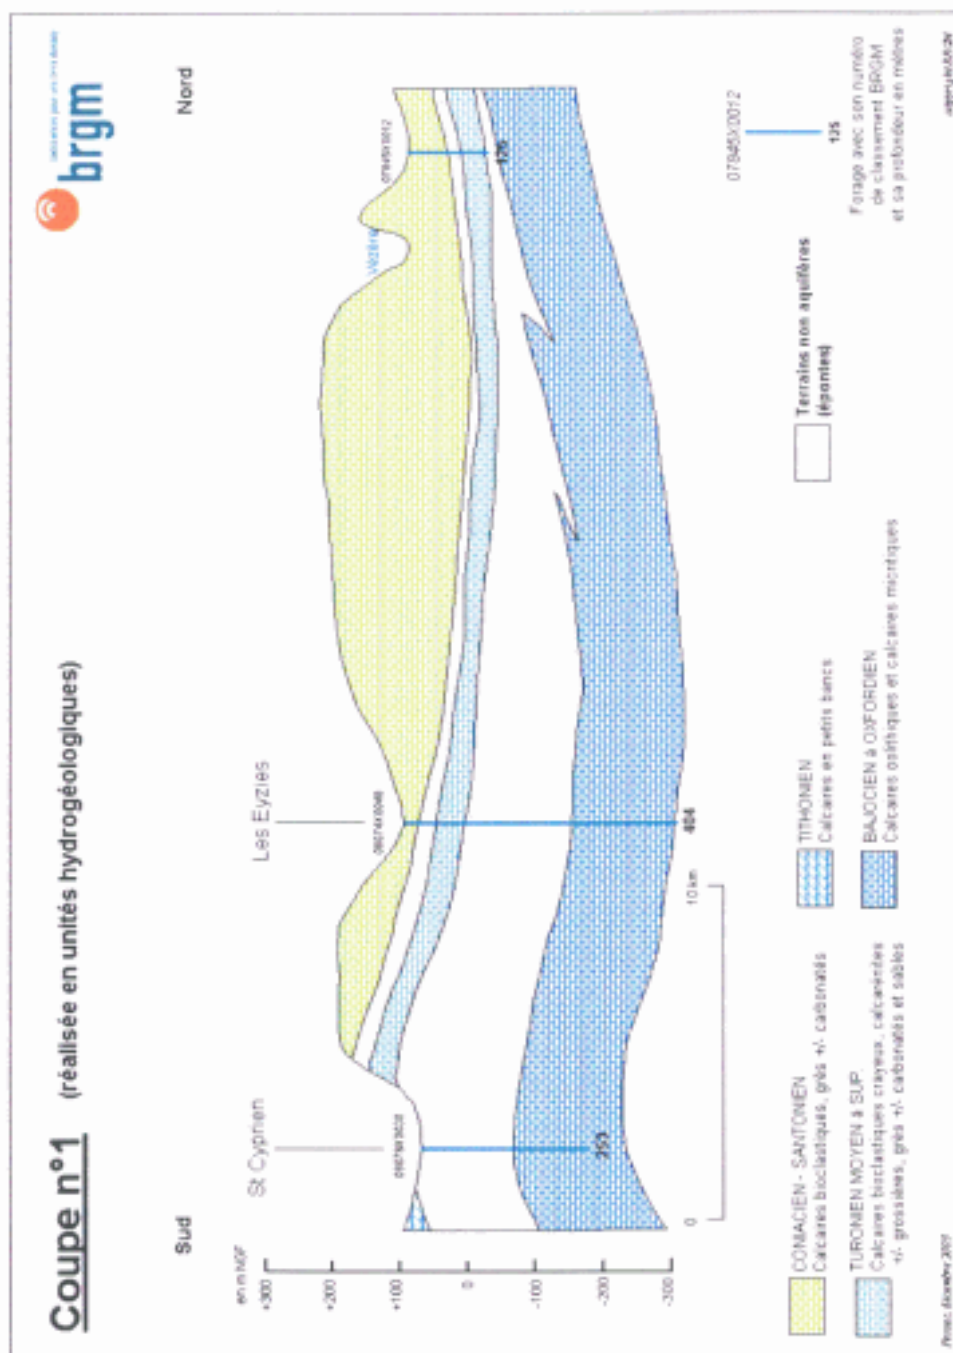 Coupe n°1 (réalisée en unités hydrogéologiques)
brgm
Sud
Nord
St Cyprien
Les Eyzies
Vézère
en m NGF
+300
+200
+100
0
-100
-200
-300
253
404
126
0
10 km
CONIACIEN - SANTONIEN
Calcaires bioclastiques, grès +/- carbonatés
TURONIEN MOYEN à SUP.
Calcaires bioclastiques crayeux, calcarénites
+/- grossières, grès +/- carbonatés et sables
TITHONIEN
Calcaires en petits bancs
BAJOCIEN à OXFORDIEN
Calcaires oolithiques et calcaires micritiques
Terrains non aquifères
(épontes)
07845X0012
125
Forage avec son numéro
de classement BRGM
et sa profondeur en mètres